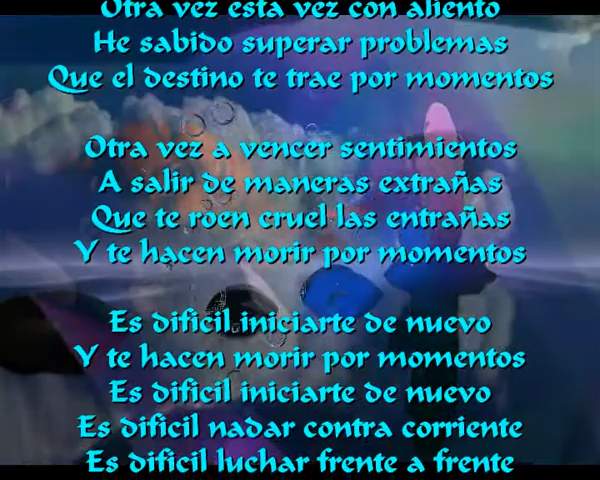 Otra vez esta vez con aliento
He sabido superar problemas
Que el destino te trae por momentos
Otra vez a vencer sentimientos
A salir de maneras extrañas
Que te roen cruel las entrañas
Y te hacen morir por momentos
Es dificil iniciarte de nuevo
Y te hacen morir por momentos
Es dificil iniciarte de nuevo
Es dificil nadar contra corriente
Es dificil luchar frente a frente